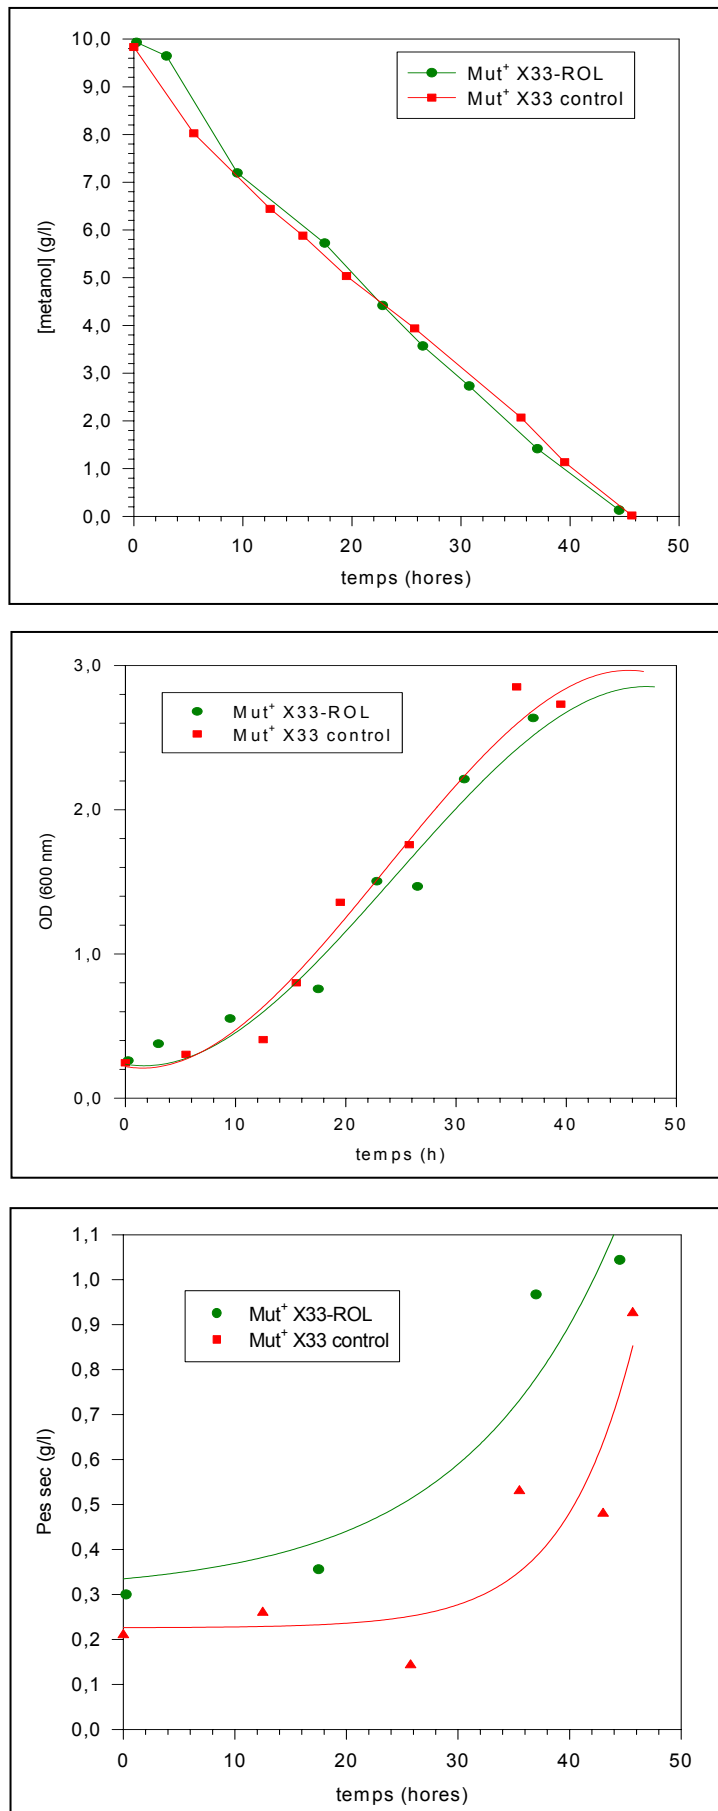 10,0
9,0
8,0
7,0
6,0
5,0
4,0
3,0
2,0
1,0
0,0
[metanol] (g/l)
Mut+ X33-ROL
Mut+ X33 control
0 10 20 30 40 50
temps (hores)
3,0
2,0
1,0
0,0
OD (600 nm)
Mut+ X33-ROL
Mut+ X33 control
0 10 20 30 40 50
temps (h)
1,1
1,0
0,9
0,8
0,7
0,6
0,5
0,4
0,3
0,2
0,1
0,0
Pes sec (g/l)
Mut+ X33-ROL
Mut+ X33 control
0 10 20 30 40 50
temps (hores)